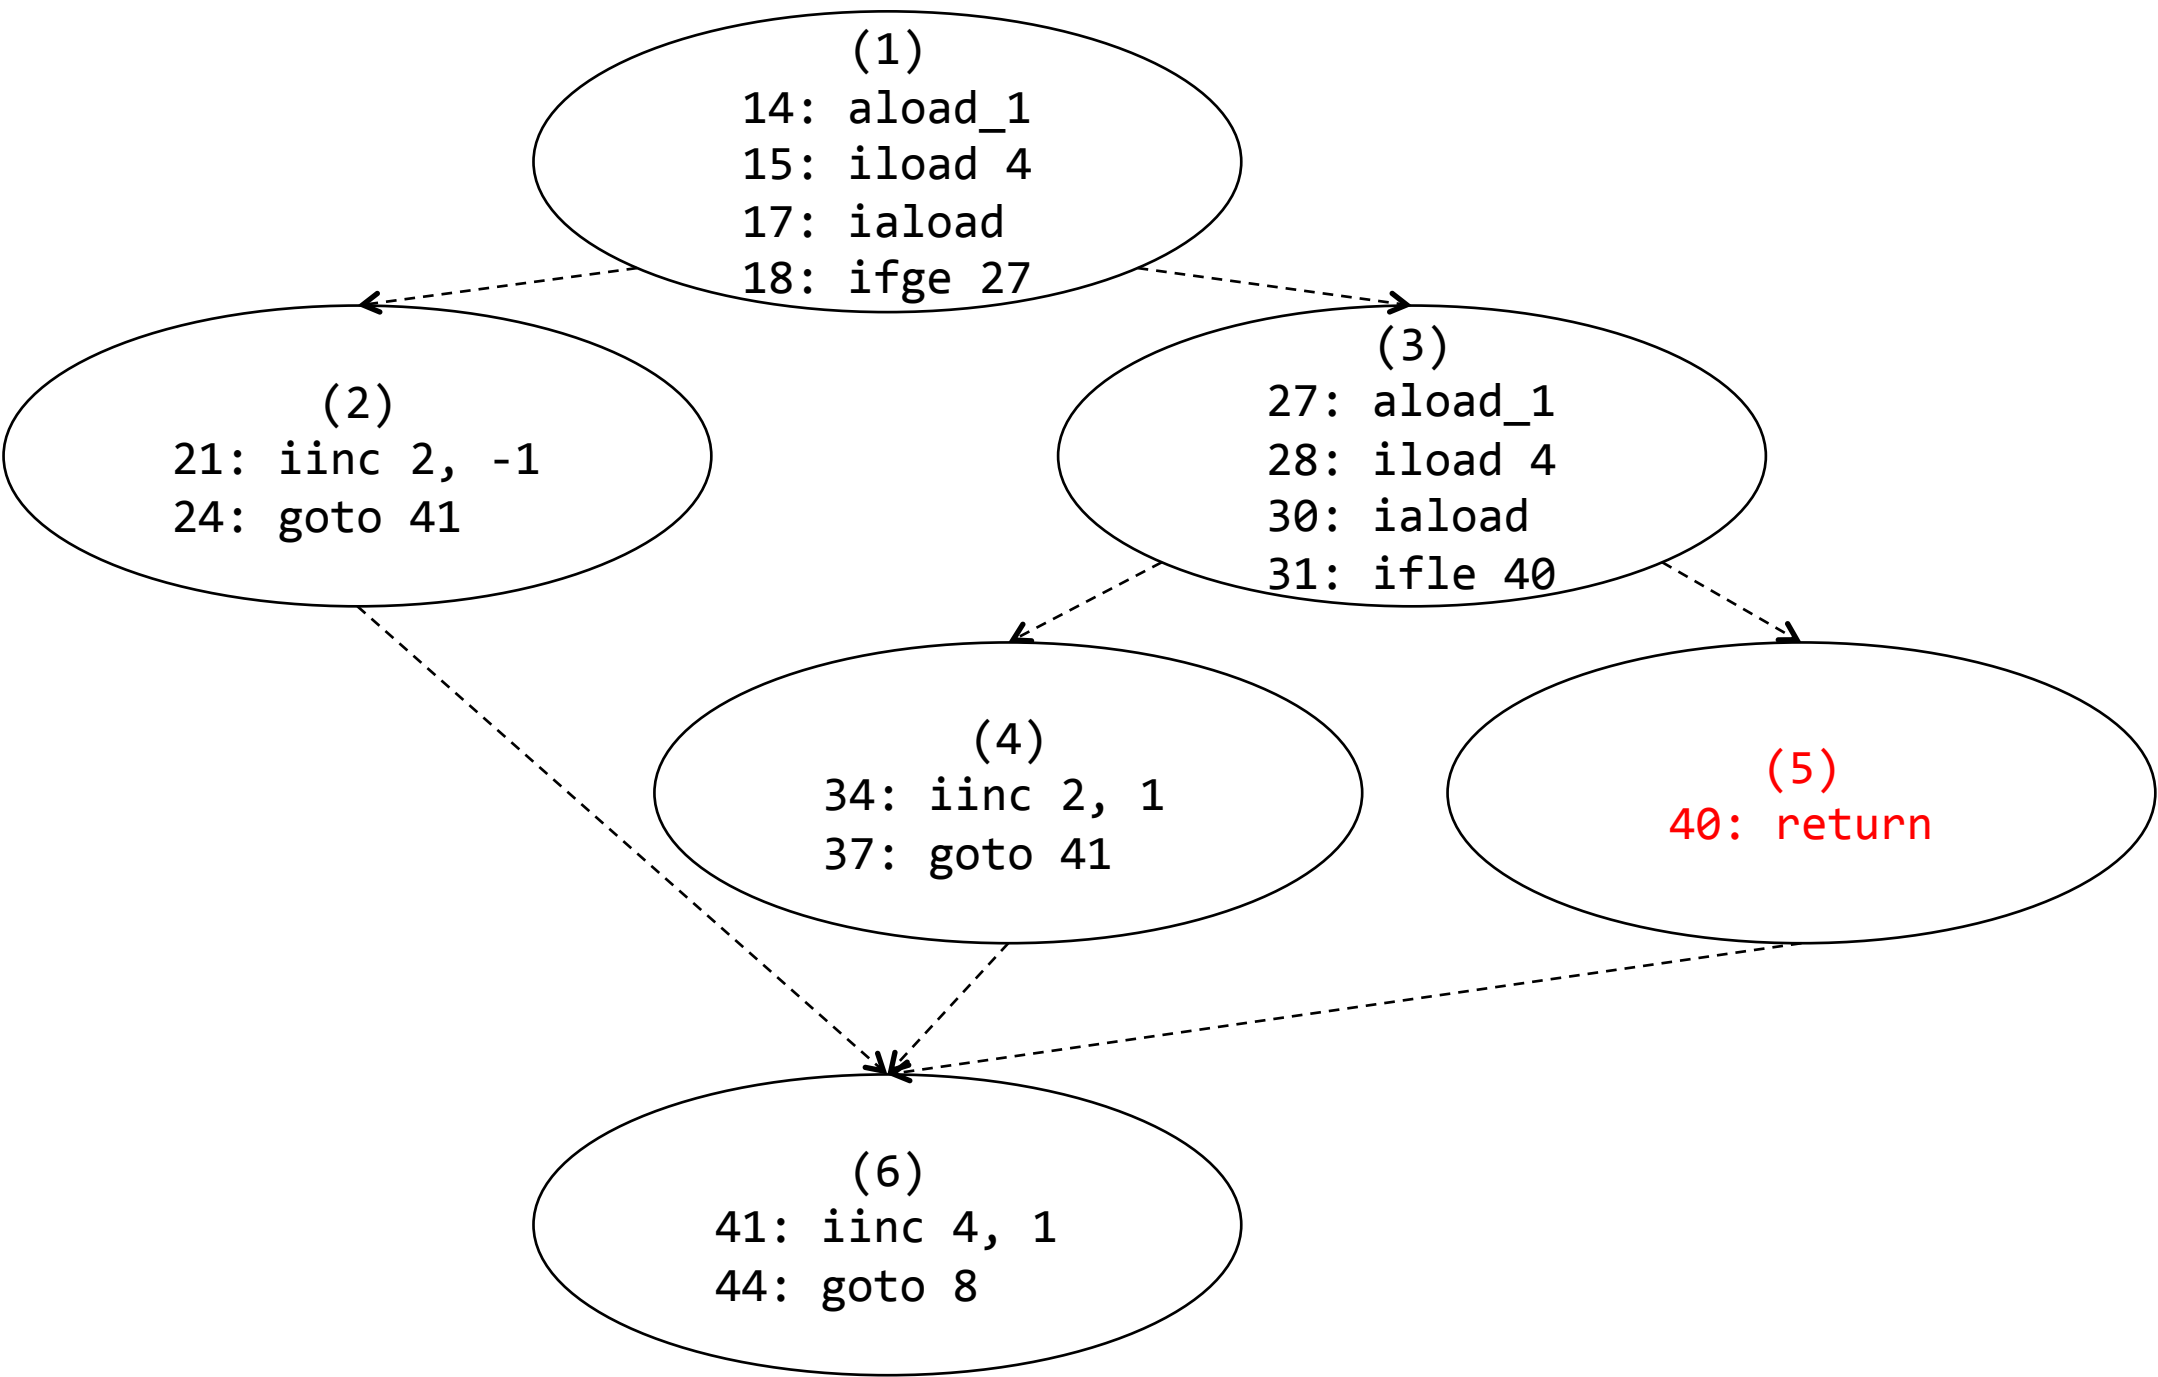 (1)
14: aload_1
15: iload 4
17: iaload
18: ifge 27
(2)
21: iinc 2, -1
24: goto 41
(3)
27: aload_1
28: iload 4
30: iaload
31: ifle 40
(4)
34: iinc 2, 1
37: goto 41
(5)
40: return
(6)
41: iinc 4, 1
44: goto 8